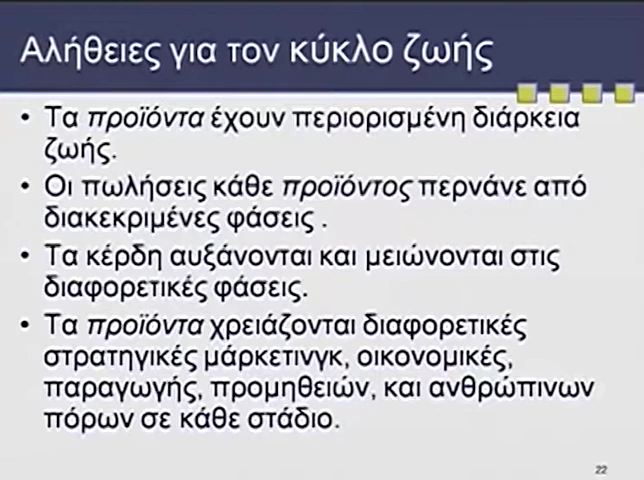 Αλήθειες για τον κύκλο ζωής
• Τα προϊόντα έχουν περιορισμένη διάρκεια
ζωής.
• Οι πωλήσεις κάθε προϊόντος περνάνε από
διακεκριμένες φάσεις .
• Τα κέρδη αυξάνονται και μειώνονται στις
διαφορετικές φάσεις.
• Τα προϊόντα χρειάζονται διαφορετικές
στρατηγικές μάρκετινγκ, οικονομικές,
παραγωγής, προμηθειών, και ανθρώπινων
πόρων σε κάθε στάδιο.
22